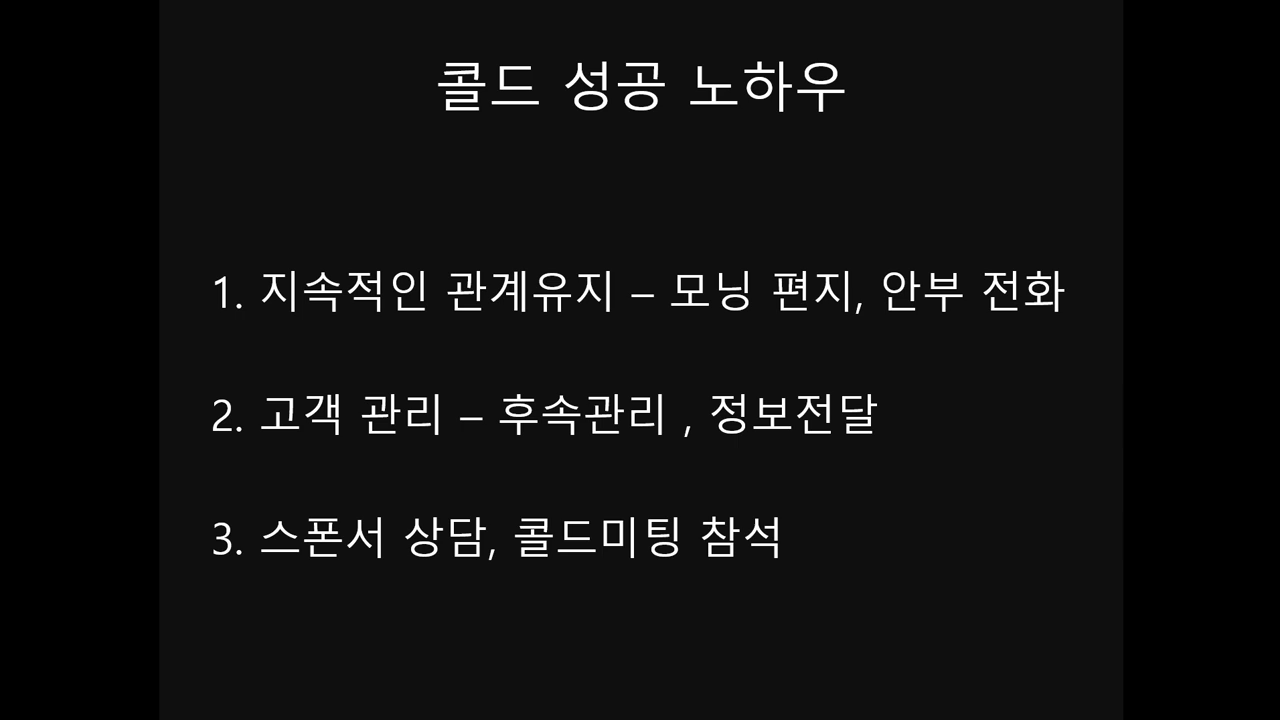 콜드 성공 노하우
1. 지속적인 관계유지 – 모닝 편지, 안부 전화
2. 고객 관리 – 후속관리 , 정보전달
3. 스폰서 상담, 콜드미팅 참석